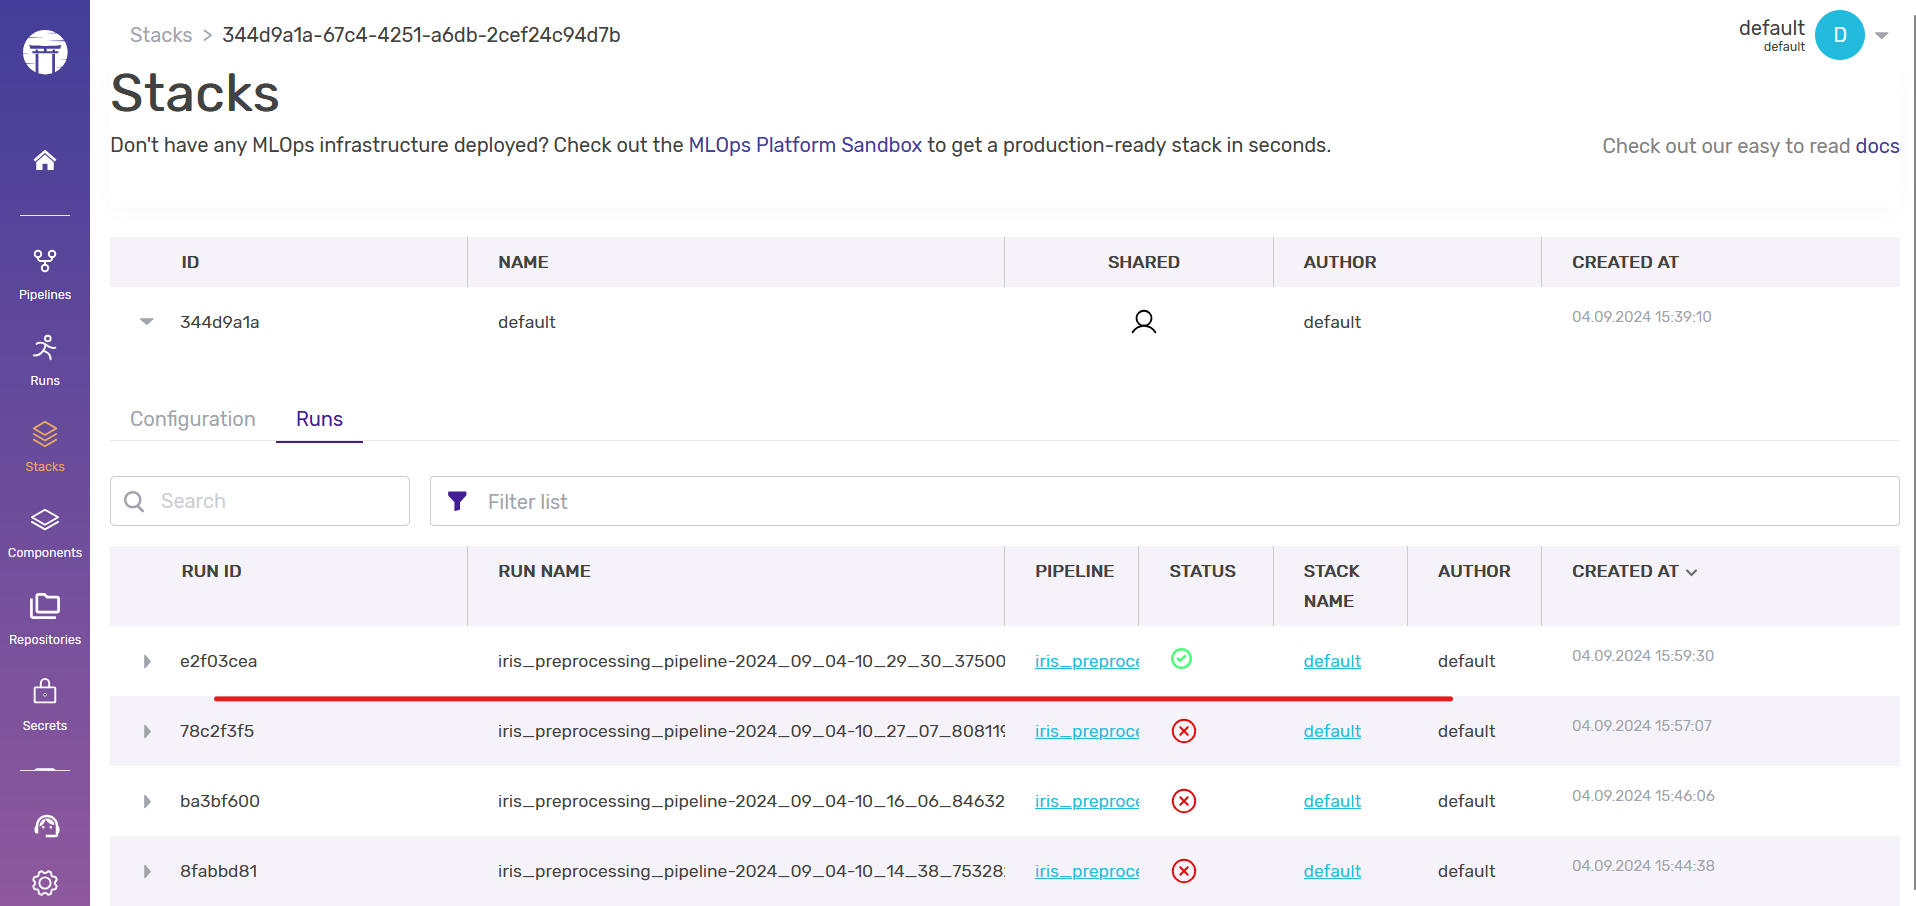 Stacks > 344d9a1a-67c4-4251-a6db-2cef24c94d7b
default
default
D
Stacks
Don't have any MLOps infrastructure deployed? Check out the MLOps Platform Sandbox to get a production-ready stack in seconds.
Check out our easy to read docs
Pipelines
Runs
Stacks
Components
Repositories
Secrets
ID NAME SHARED AUTHOR CREATED AT
344d9a1a default default 04.09.2024 15:39:10
Configuration Runs
Search Filter list
RUN ID RUN NAME PIPELINE STATUS STACK NAME AUTHOR CREATED AT
e2f03cea iris_preprocessing_pipeline-2024_09_04-10_29_30_37500 iris_preproce default default 04.09.2024 15:59:30
78c2f3f5 iris_preprocessing_pipeline-2024_09_04-10_27_07_808119 iris_preproce default default 04.09.2024 15:57:07
ba3bf600 iris_preprocessing_pipeline-2024_09_04-10_16_06_84632 iris_preproce default default 04.09.2024 15:46:06
8fabbd81 iris_preprocessing_pipeline-2024_09_04-10_14_38_75328 iris_preproce default default 04.09.2024 15:44:38